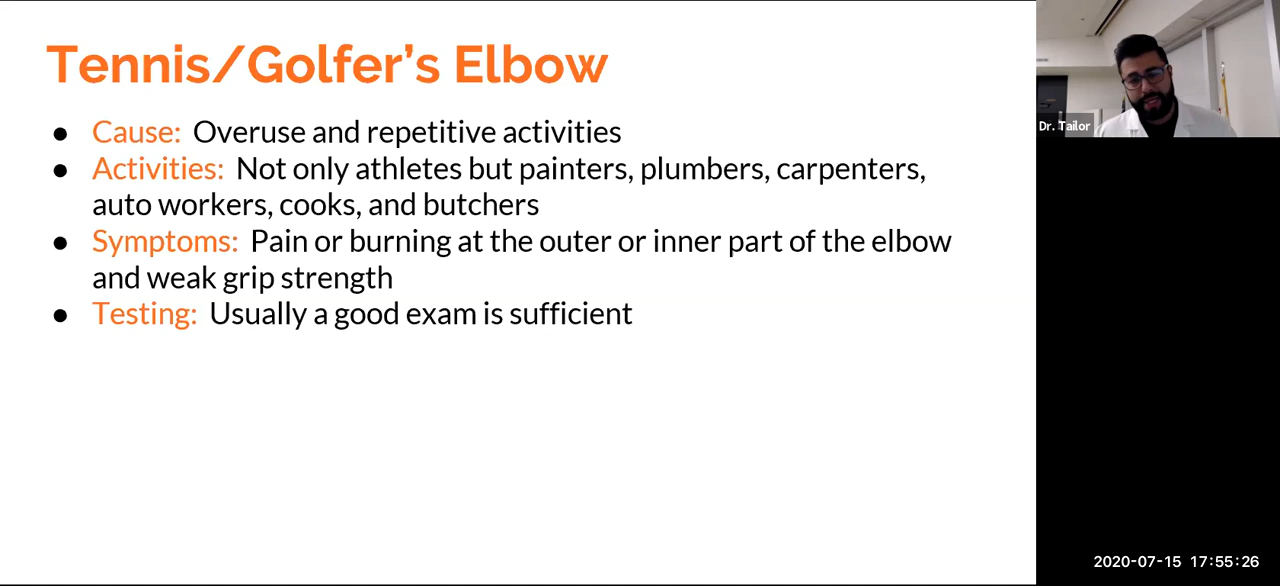 Tennis/Golfer’s Elbow
● Cause: Overuse and repetitive activities
● Activities: Not only athletes but painters, plumbers, carpenters,
auto workers, cooks, and butchers
● Symptoms: Pain or burning at the outer or inner part of the elbow
and weak grip strength
● Testing: Usually a good exam is sufficient
Dr. Tailor
2020-07-15 17:55:26